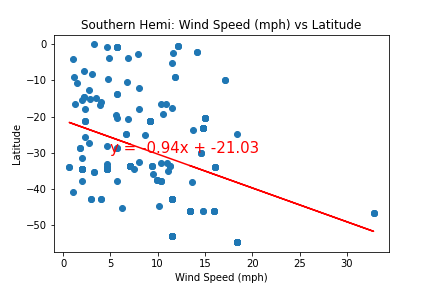 Southern Hemi: Wind Speed (mph) vs Latitude
Latitude
0
−10
−20
−30
−40
−50
y = -0.94x + -21.03
0 5 10 15 20 25 30
Wind Speed (mph)